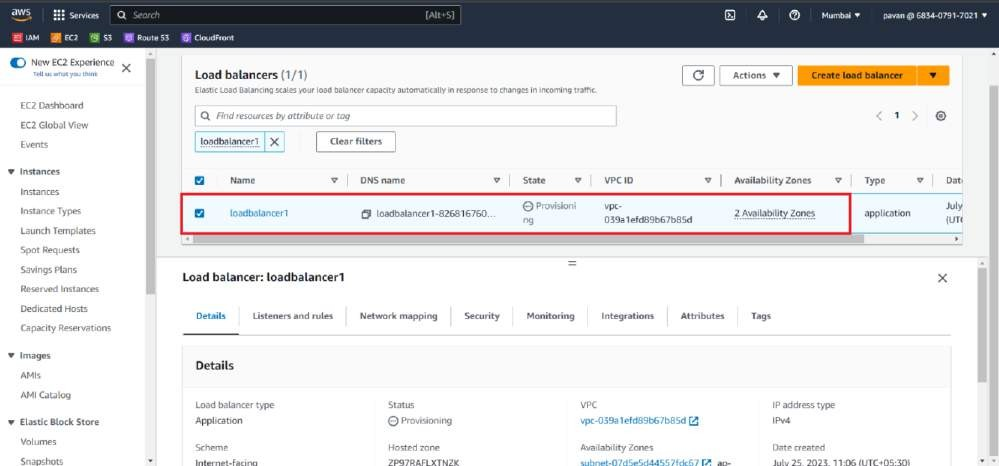 aws
Services
Search
[Alt+S]
Mumbai
pavan @ 6834-0791-7021
IAM
EC2
S3
Route 53
CloudFront
New EC2 Experience
Tell us what you think
EC2 Dashboard
EC2 Global View
Events
Instances
Instances
Instance Types
Launch Templates
Spot Requests
Savings Plans
Reserved Instances
Dedicated Hosts
Capacity Reservations
Images
AMIs
AMI Catalog
Elastic Block Store
Volumes
Snapshots
Load balancers (1/1)
Elastic Load Balancing scales your load balancer capacity automatically in response to changes in incoming traffic.
Actions
Create load balancer
Find resources by attribute or tag
1
loadbalancer1
Clear filters
Name
DNS name
State
VPC ID
Availability Zones
Type
Date
loadbalancer1
loadbalancer1-826816760...
Provisioni
ng
vpc-
039a1efd89b67b85d
2 Availability Zones
application
July
(UTC
Load balancer: loadbalancer1
Details
Listeners and rules
Network mapping
Security
Monitoring
Integrations
Attributes
Tags
Details
Load balancer type
Application
Status
Provisioning
VPC
vpc-039a1efd89b67b85d
IP address type
IPv4
Scheme
Internet-facing
Hosted zone
ZP97RAFLXTNZK
Availability Zones
subnet-07d5e5d44557fdc67
ap-
Date created
July 25, 2023, 11:06 (UTC+05:30)